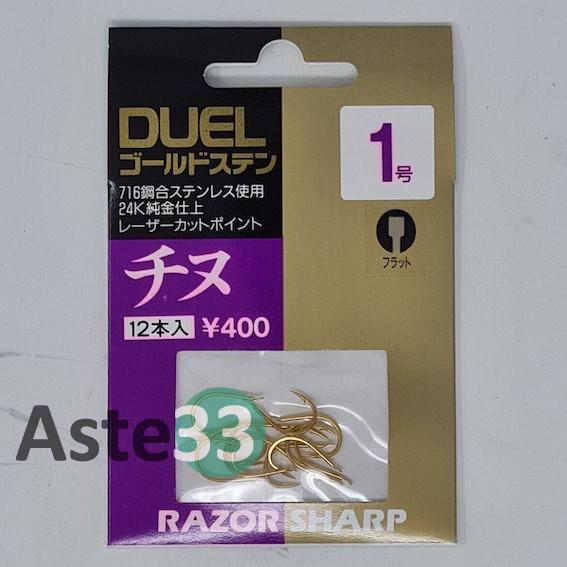 DUEL
ゴールドステン
716鋼合ステンレス使用
24K純金仕上
レーザーカットポイント
チヌ
12本入 ¥400
1号
フラット
Aste33
RAZOR SHARP